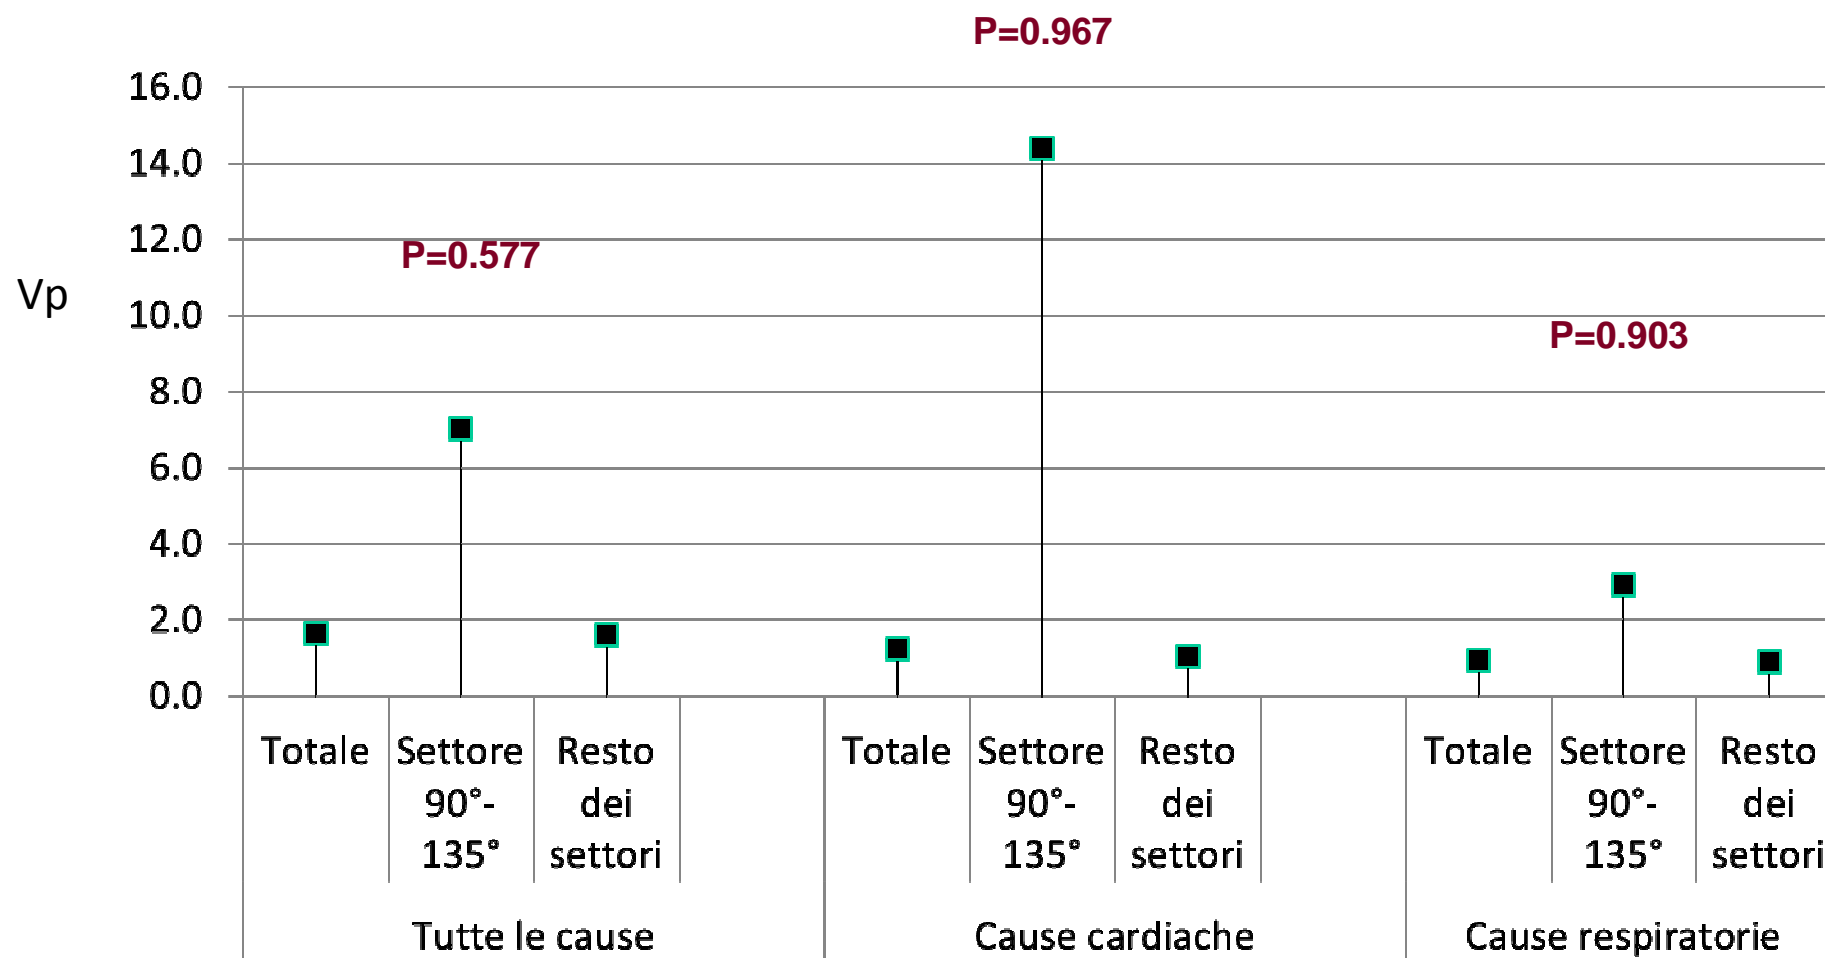 P=0.967
16.0
14.0
12.0
P=0.577
Vp
10.0
P=0.903
8.0
6.0
4.0
2.0
0.0
Totale
Settore
90°-
135°
Resto
dei
settori
Totale
Settore
90°-
135°
Resto
dei
settori
Totale
Settore
90°-
135°
Resto
dei
settori
Tutte le cause
Cause cardiache
Cause respiratorie